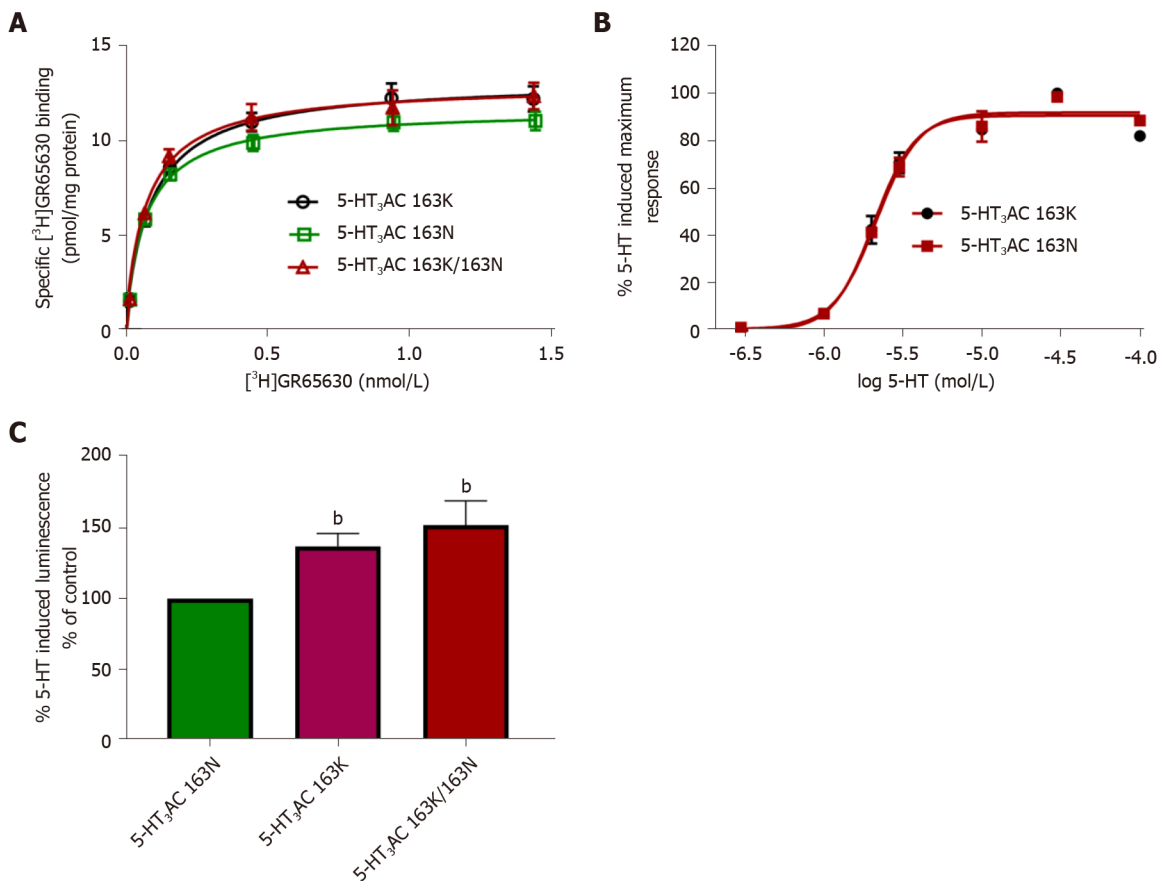 A
Specific [³H]GR65630 binding
(pmol/mg protein)
15
10
5
0
0.0
0.5
1.0
1.5
[³H]GR65630 (nmol/L)
5-HT₃AC 163K
5-HT₃AC 163N
5-HT₃AC 163K/163N
B
% 5-HT induced maximum
response
120
100
80
60
40
20
0
-6.5
-6.0
-5.5
-5.0
-4.5
-4.0
log 5-HT (mol/L)
5-HT₃AC 163K
5-HT₃AC 163N
C
% 5-HT induced luminescence
% of control
200
150
100
50
0
b
b
5-HT₃AC 163N
5-HT₃AC 163K
5-HT₃AC 163K/163N